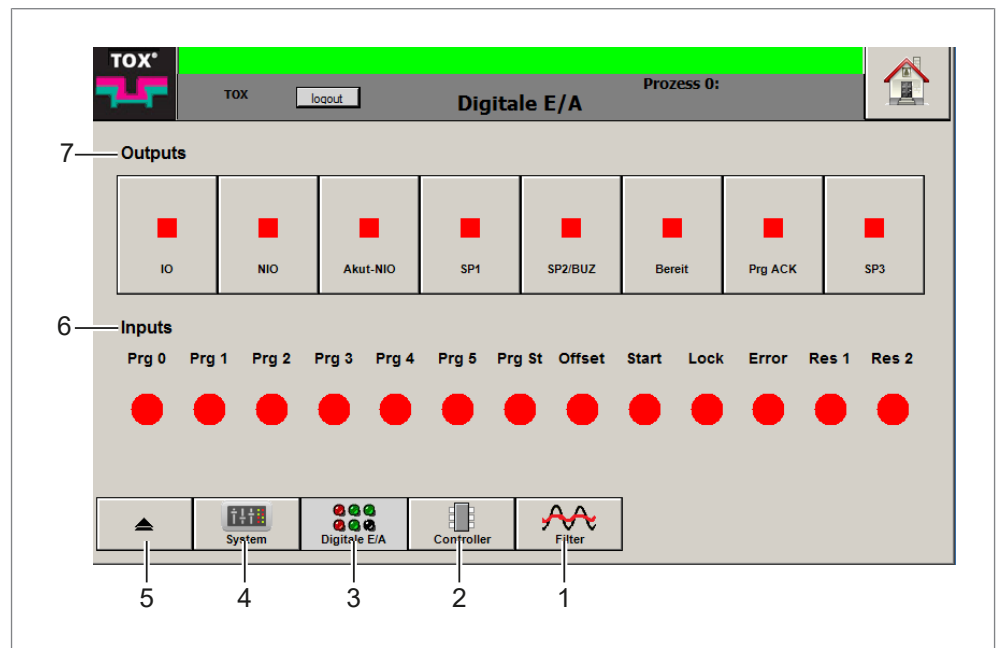 TOX®
TOX
logout
Digitale E/A
Prozess 0:
7
Outputs
IO
NIO
Akut-NIO
SP1
SP2/BUZ
Bereit
Prg ACK
SP3
6
Inputs
Prg 0 Prg 1 Prg 2 Prg 3 Prg 4 Prg 5 Prg St Offset Start Lock Error Res 1 Res 2
System
Digitale E/A
Controller
Filter
5 4 3 2 1